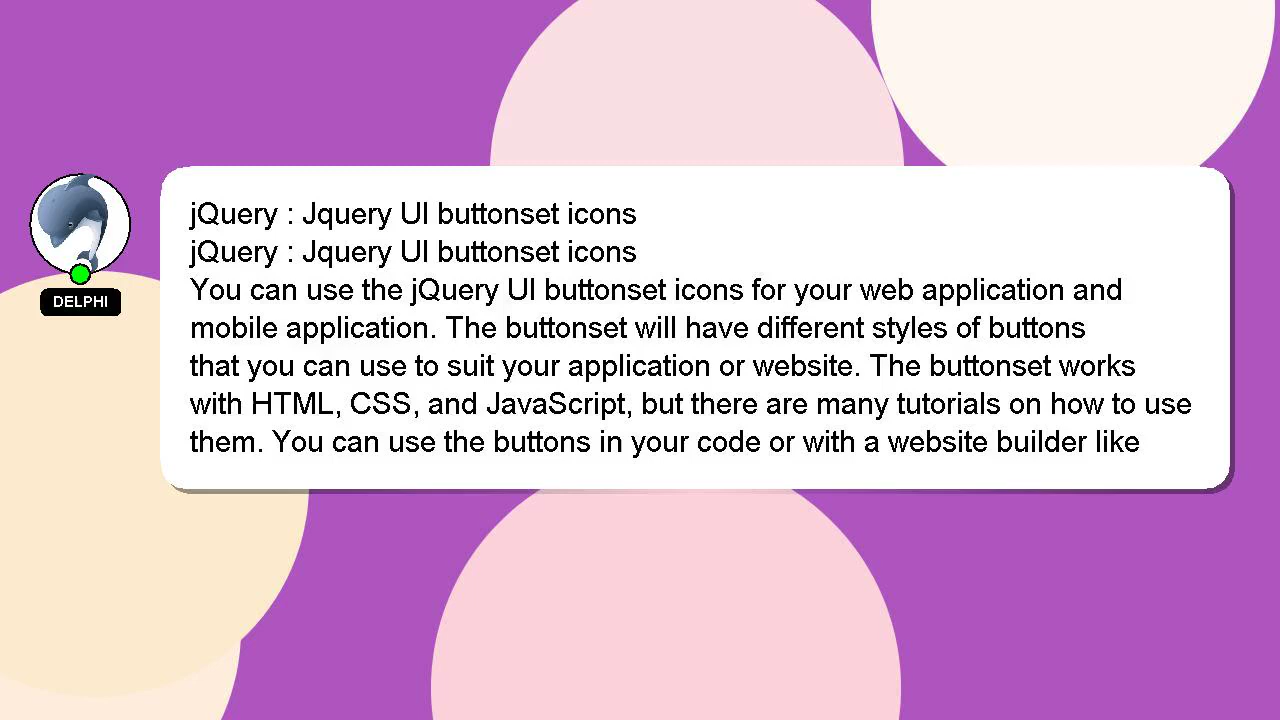 jQuery : Jquery UI buttonset icons
jQuery : Jquery UI buttonset icons
You can use the jQuery UI buttonset icons for your web application and
mobile application. The buttonset will have different styles of buttons
that you can use to suit your application or website. The buttonset works
with HTML, CSS, and JavaScript, but there are many tutorials on how to use
them. You can use the buttons in your code or with a website builder like
DELPHI